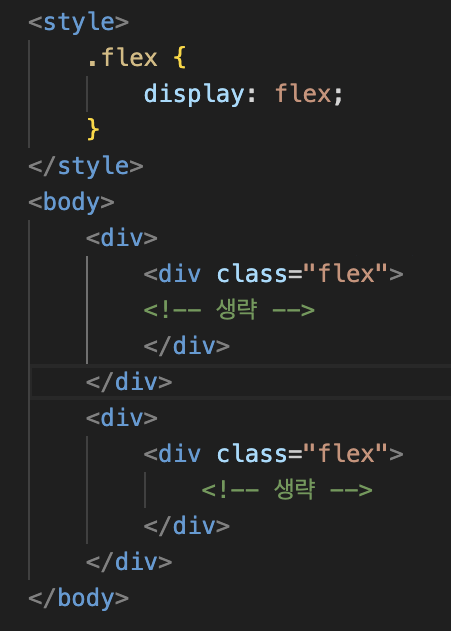 <style>
.flex {
display: flex;
}
</style>
<body>
<div>
<div class="flex">
<!-- 생략 -->
</div>
</div>
<div>
<div class="flex">
<!-- 생략 -->
</div>
</div>
</body>